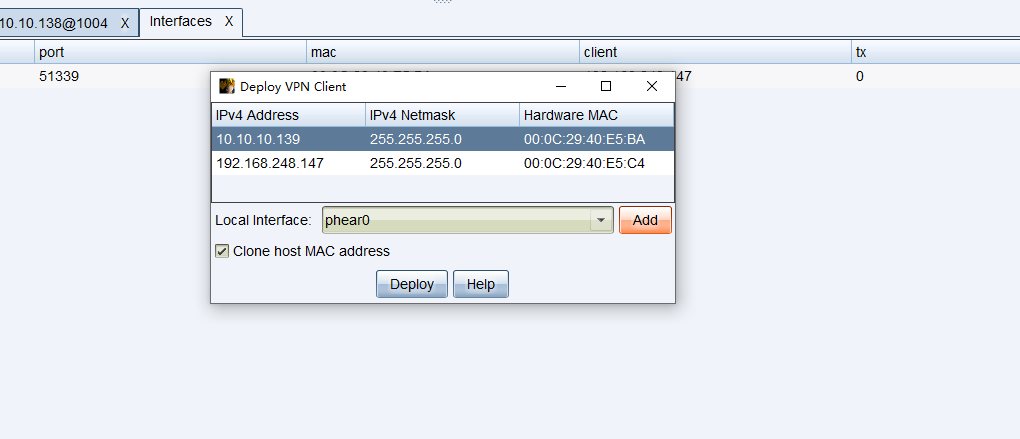 10.10.138@1004 X Interfaces X
port mac client tx
51339 47 0
Deploy VPN Client
IPv4 Address IPv4 Netmask Hardware MAC
10.10.10.139 255.255.255.0 00:0C:29:40:E5:BA
192.168.248.147 255.255.255.0 00:0C:29:40:E5:C4
Local Interface: phear0 Add
Clone host MAC address
Deploy Help